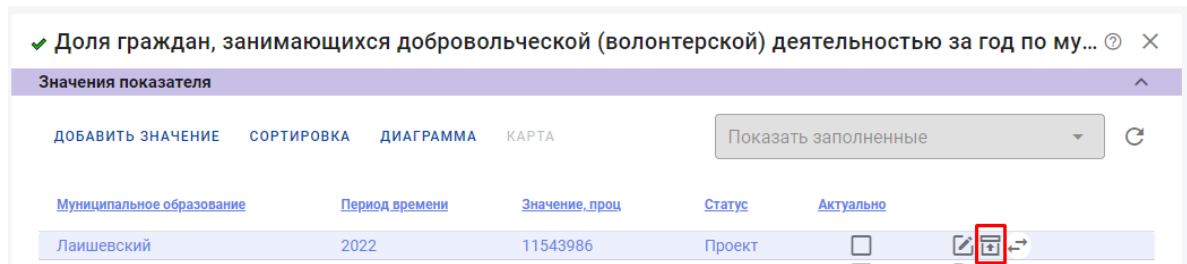 Доля граждан, занимающихся добровольческой (волонтерской) деятельностью за год по му...
Значения показателя
ДОБАВИТЬ ЗНАЧЕНИЕ СОРТИРОВКА ДИАГРАММА КАРТА Показать заполненные
Муниципальное образование Период времени Значение, проц Статус Актуально
Лаишевский 2022 11543986 Проект